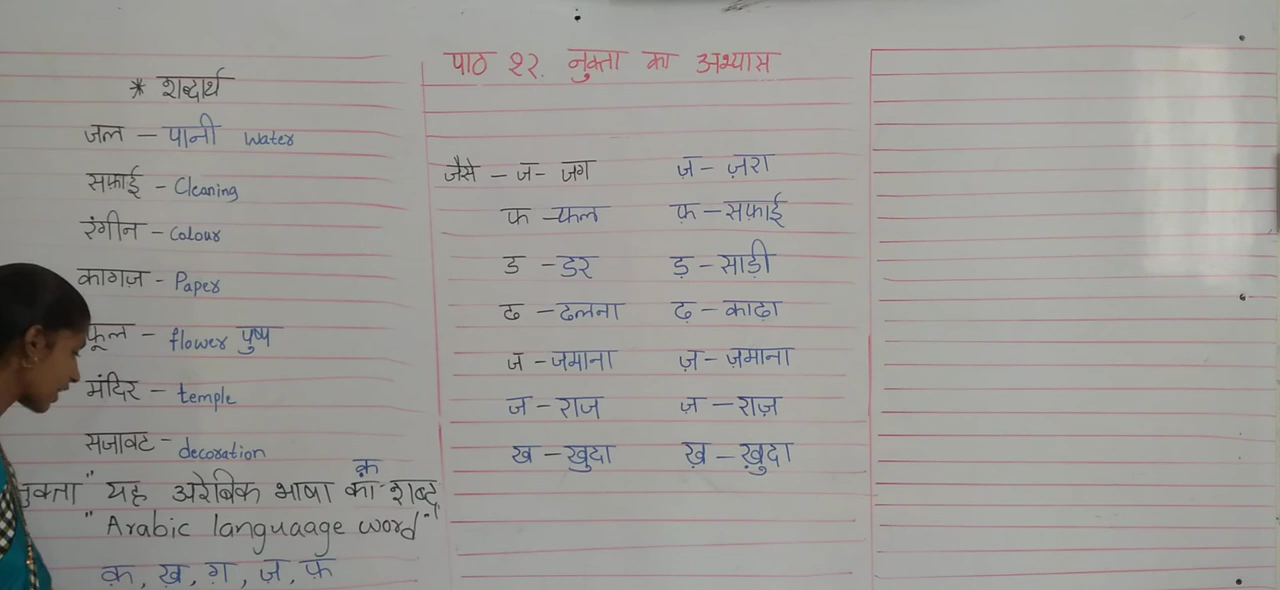 पाठ १२. नुक्ता का अभ्यास
* शब्दार्थ
जल – पानी water
सफ़ाई – Cleaning
रंगीन – Colour
कागज़ – Paper
फूल – flower पुष्प
मंदिर – temple
सजावट – decoration
क़
नुक्ता" यह अरेबिक भाषा का शब्द
"Arabic languaage word"
क़, ख़, ग़, ज़, फ़
जैसे – ज – जग ज़ – ज़रा
फ – फल फ़ – सफ़ाई
ड – डर ड़ – साड़ी
ढ – ढलना ढ़ – काढ़ा
ज – जमाना ज़ – ज़माना
ज – राज ज़ – राज़
ख – खुदा ख़ – ख़ुदा